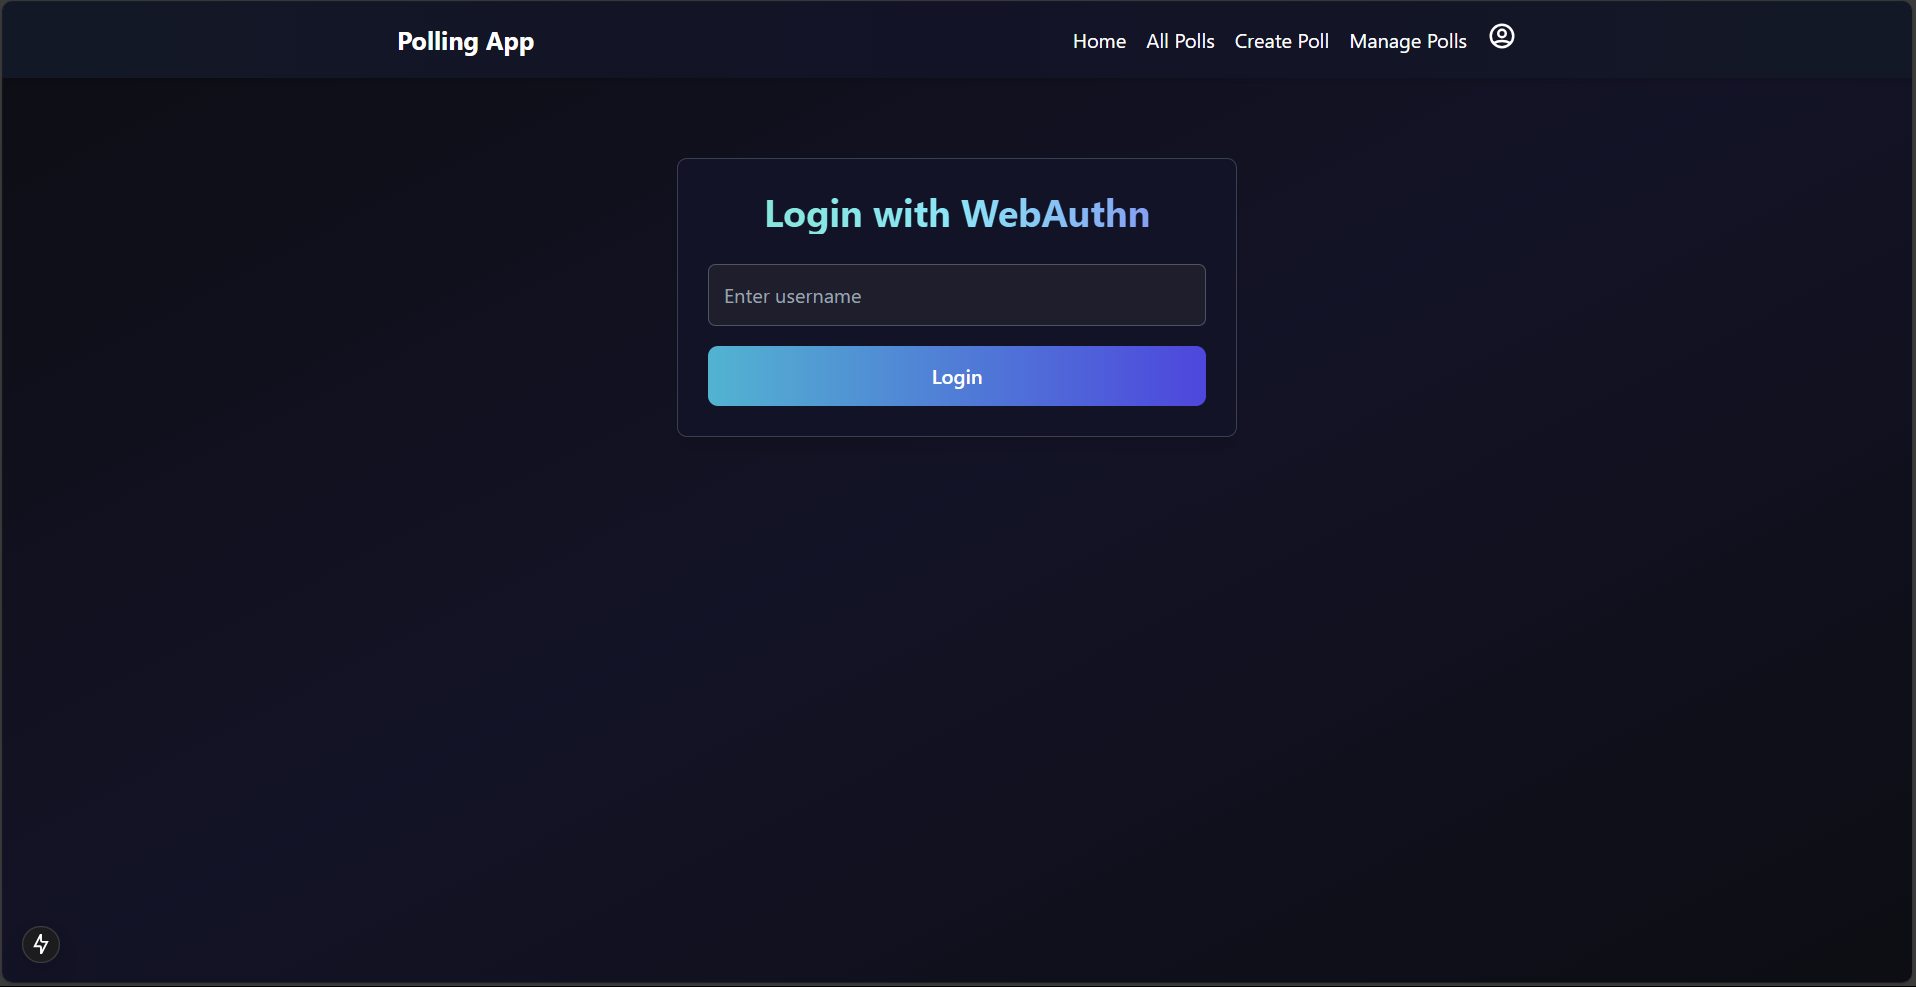 Polling App
Home All Polls Create Poll Manage Polls
Login with WebAuthn
Enter username
Login